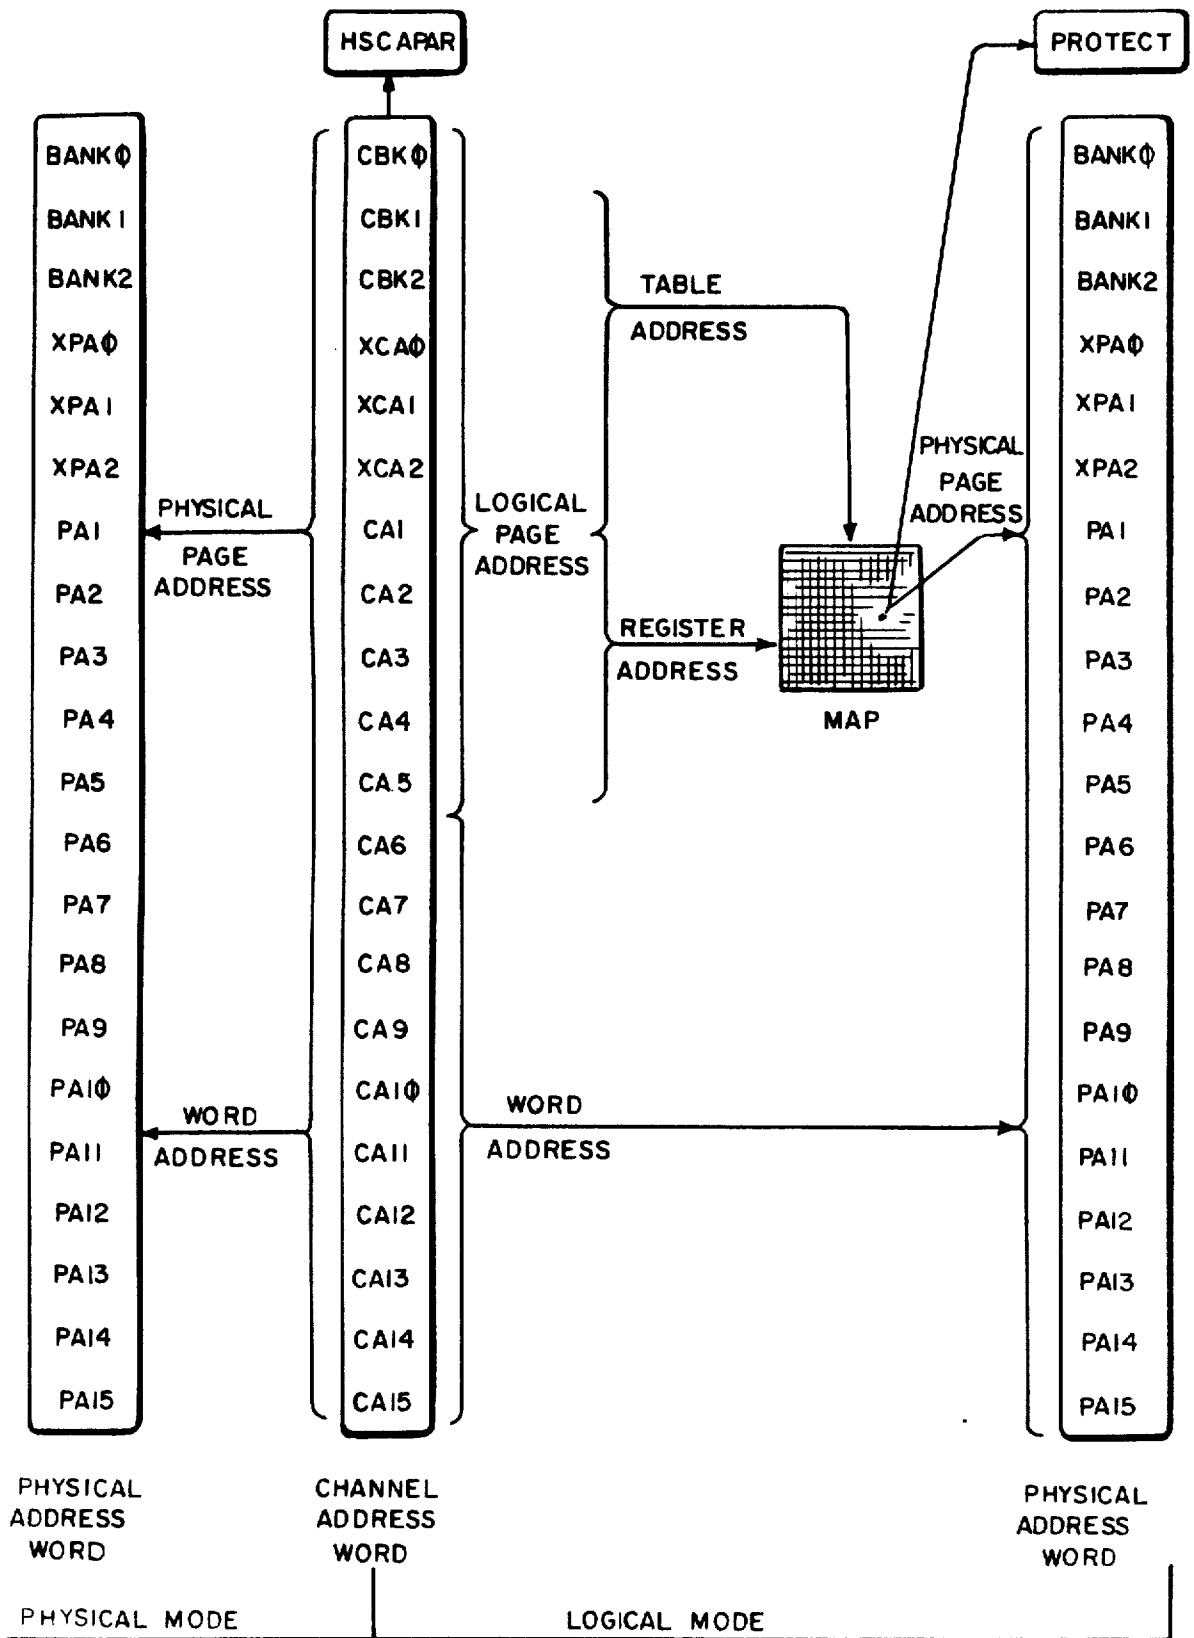 HSCAPAR
PROTECT
BANKΦ
BANK1
BANK2
XPAΦ
XPA1
XPA2
PA1
PA2
PA3
PA4
PA5
PA6
PA7
PA8
PA9
PA1Φ
PA11
PA12
PA13
PA14
PA15
PHYSICAL
ADDRESS
WORD
PHYSICAL
PAGE
ADDRESS
WORD
ADDRESS
CBKΦ
CBK1
CBK2
XCAΦ
XCA1
XCA2
CA1
CA2
CA3
CA4
CA5
CA6
CA7
CA8
CA9
CA1Φ
CA11
CA12
CA13
CA14
CA15
CHANNEL
ADDRESS
WORD
LOGICAL
PAGE
ADDRESS
TABLE
ADDRESS
REGISTER
ADDRESS
MAP
WORD
ADDRESS
PHYSICAL
PAGE
ADDRESS
BANKΦ
BANK1
BANK2
XPAΦ
XPA1
XPA2
PA1
PA2
PA3
PA4
PA5
PA6
PA7
PA8
PA9
PA1Φ
PA11
PA12
PA13
PA14
PA15
PHYSICAL
ADDRESS
WORD
PHYSICAL MODE
LOGICAL MODE